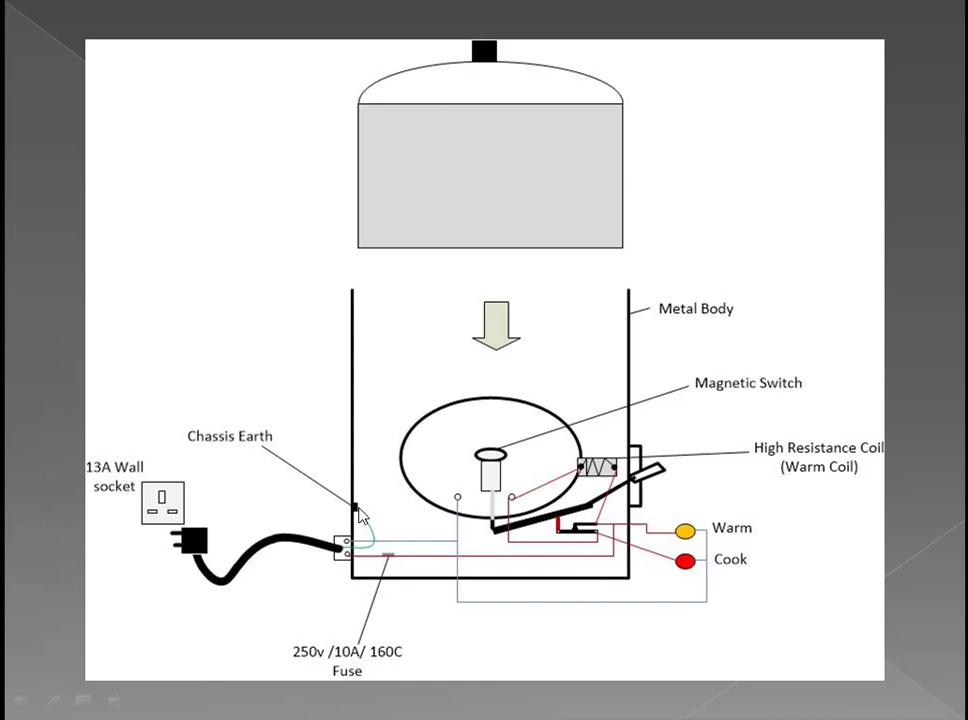 Metal Body
Magnetic Switch
Chassis Earth
High Resistance Coil
(Warm Coil)
13A Wall
socket
Warm
Cook
250v /10A/ 160C
Fuse